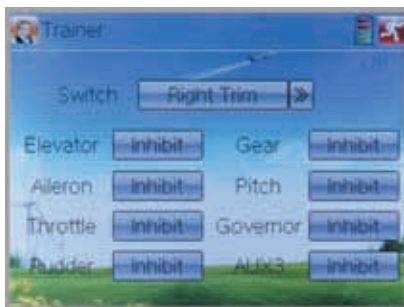 Trainer
Switch Right Trim
Elevator Inhibit Gear Inhibit
Aileron Inhibit Pitch Inhibit
Throttle Inhibit Governor Inhibit
Rudder Inhibit AUX3 Inhibit